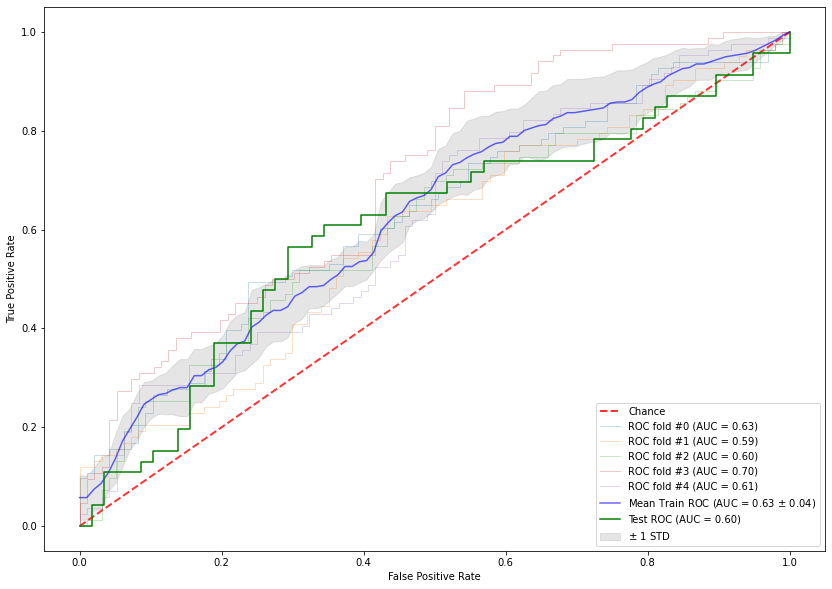 1.0
0.8
0.6
0.4
0.2
0.0
True Positive Rate
0.0 0.2 0.4 0.6 0.8 1.0
False Positive Rate
Chance
ROC fold #0 (AUC = 0.63)
ROC fold #1 (AUC = 0.59)
ROC fold #2 (AUC = 0.60)
ROC fold #3 (AUC = 0.70)
ROC fold #4 (AUC = 0.61)
Mean Train ROC (AUC = 0.63 ± 0.04)
Test ROC (AUC = 0.60)
± 1 STD